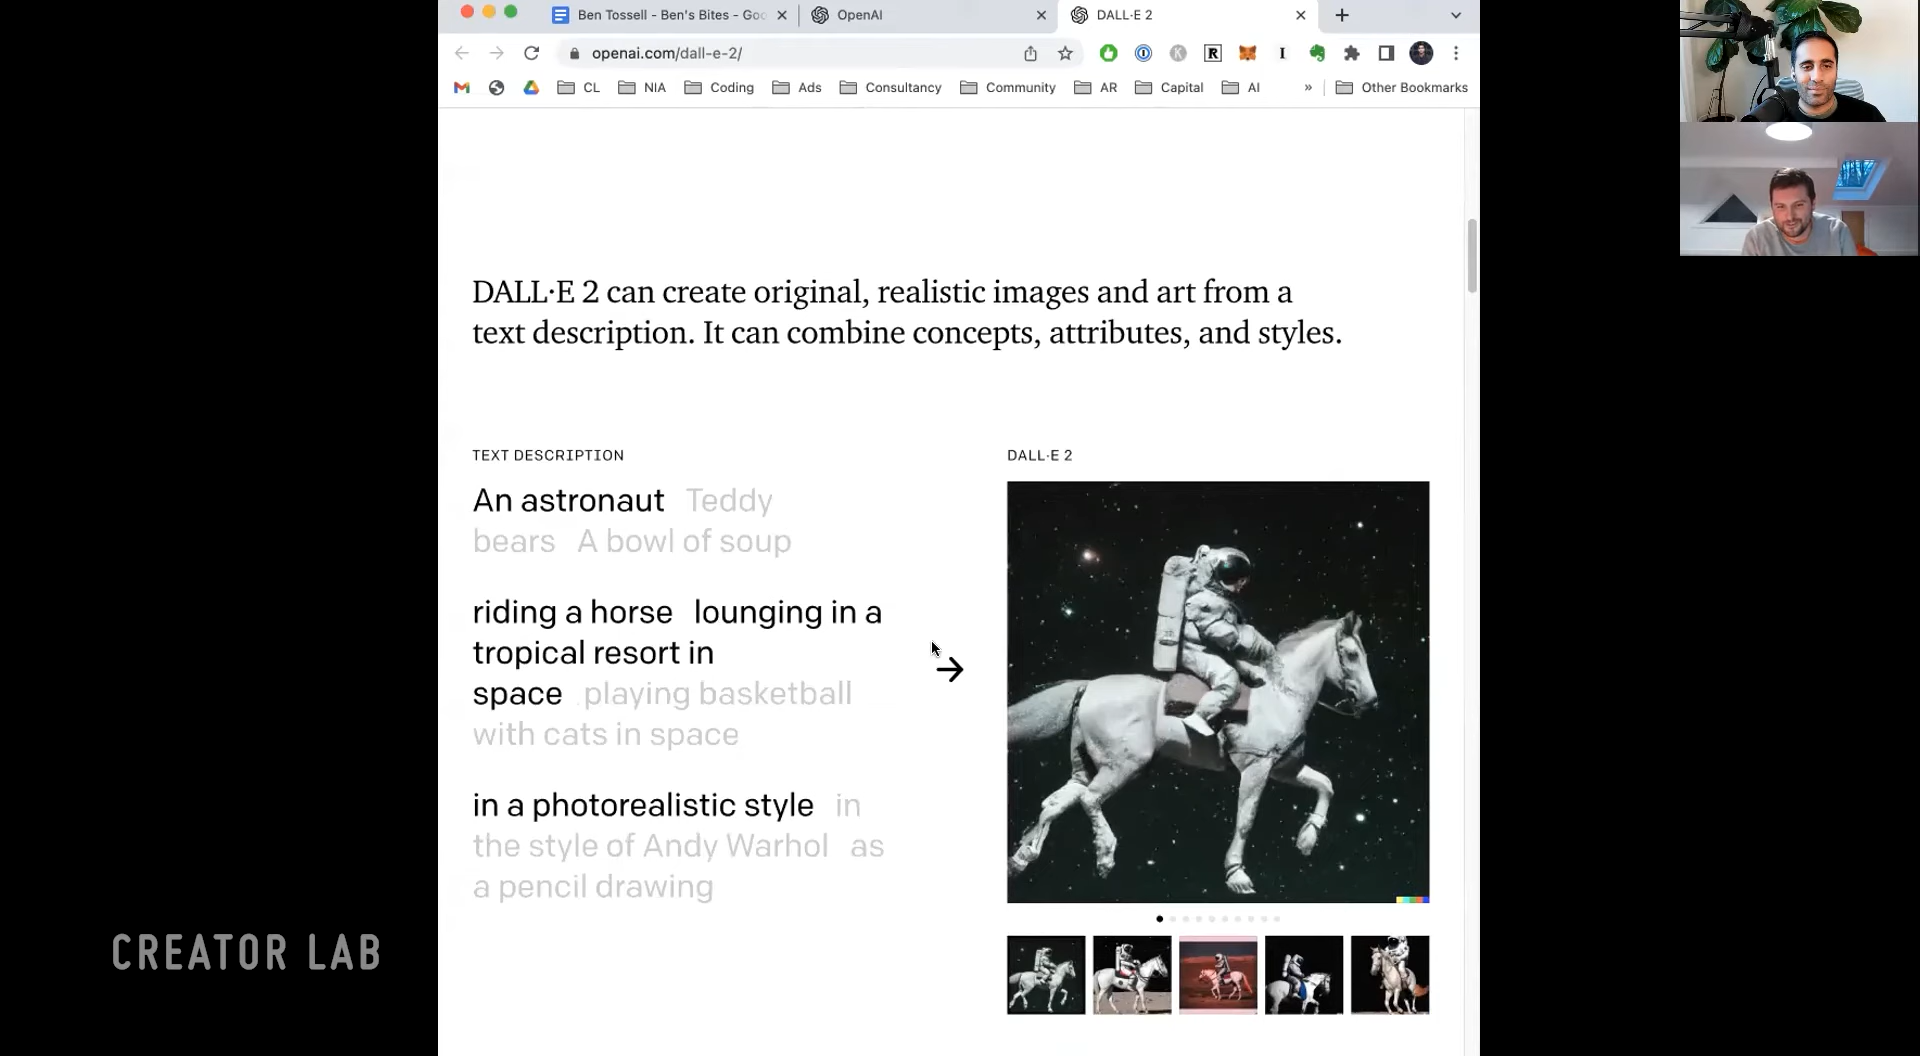 Ben Tossell - Ben's Bites - Goo
OpenAI
DALL·E 2
openai.com/dall-e-2/
CL
NIA
Coding
Ads
Consultancy
Community
AR
Capital
AI
»
Other Bookmarks
DALL·E 2 can create original, realistic images and art from a
text description. It can combine concepts, attributes, and styles.
TEXT DESCRIPTION
An astronaut Teddy
bears A bowl of soup
riding a horse lounging in a
tropical resort in
space playing basketball
with cats in space
in a photorealistic style in
the style of Andy Warhol as
a pencil drawing
DALL·E 2
CREATOR LAB